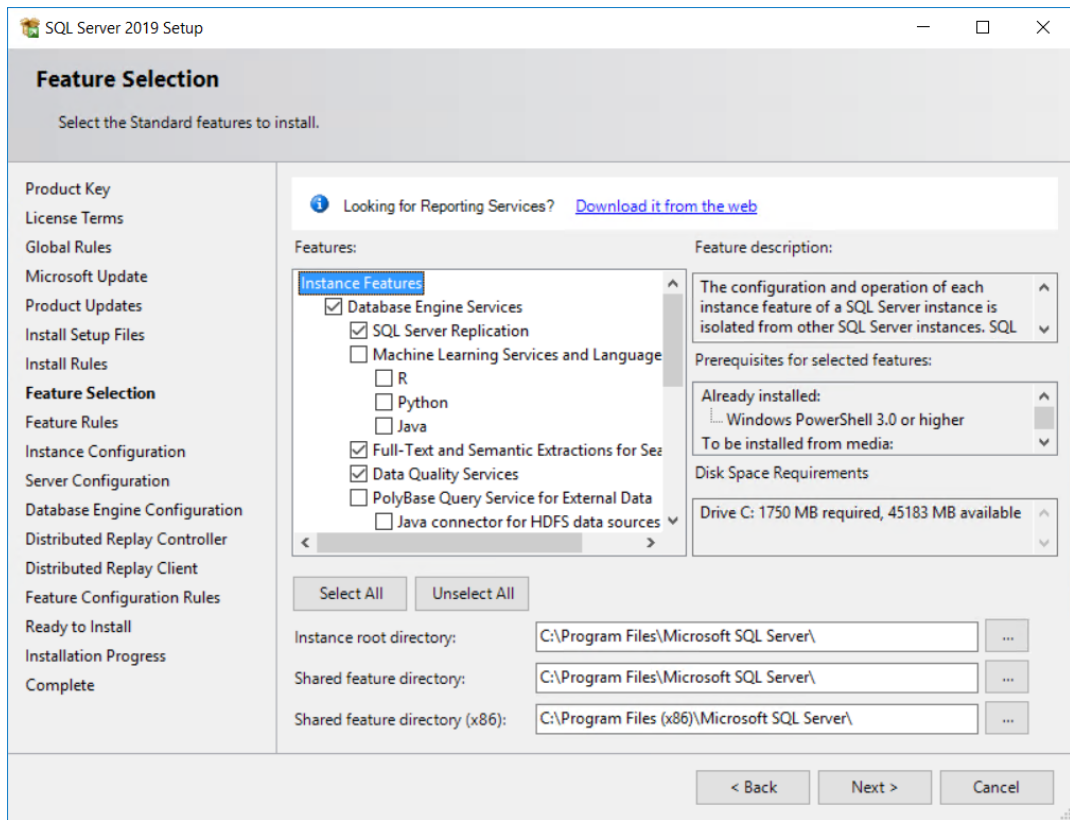 SQL Server 2019 Setup
Feature Selection
Select the Standard features to install.
Product Key
License Terms
Global Rules
Microsoft Update
Product Updates
Install Setup Files
Install Rules
Feature Selection
Feature Rules
Instance Configuration
Server Configuration
Database Engine Configuration
Distributed Replay Controller
Distributed Replay Client
Feature Configuration Rules
Ready to Install
Installation Progress
Complete
Looking for Reporting Services? Download it from the web
Features:
Instance Features
Database Engine Services
SQL Server Replication
Machine Learning Services and Language
R
Python
Java
Full-Text and Semantic Extractions for Sea
Data Quality Services
PolyBase Query Service for External Data
Java connector for HDFS data sources
Feature description:
The configuration and operation of each
instance feature of a SQL Server instance is
isolated from other SQL Server instances. SQL
Prerequisites for selected features:
Already installed:
Windows PowerShell 3.0 or higher
To be installed from media:
Disk Space Requirements
Drive C: 1750 MB required, 45183 MB available
Select All
Unselect All
Instance root directory: C:\Program Files\Microsoft SQL Server\ ...
Shared feature directory: C:\Program Files\Microsoft SQL Server\ ...
Shared feature directory (x86): C:\Program Files (x86)\Microsoft SQL Server\ ...
< Back
Next >
Cancel